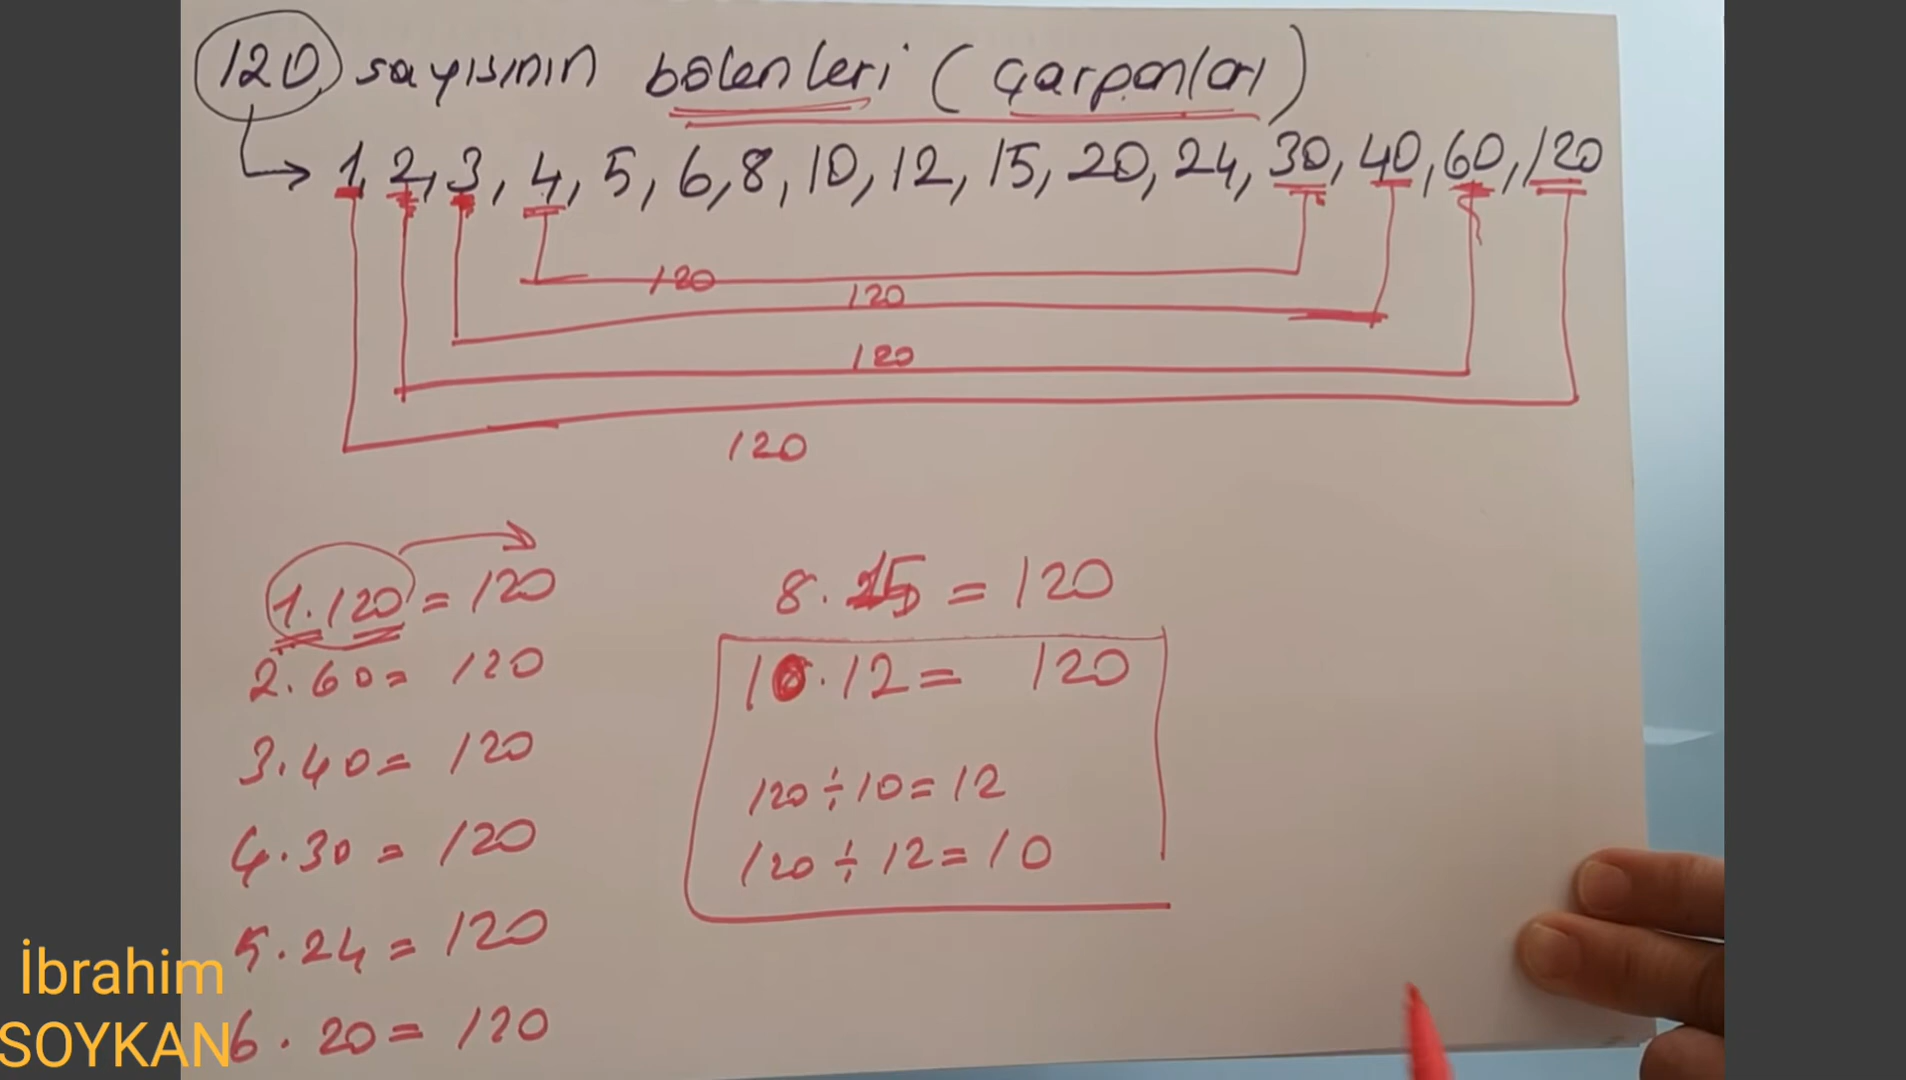 120 sayısının bölenleri (çarpanları)
1, 2, 3, 4, 5, 6, 8, 10, 12, 15, 20, 24, 30, 40, 60, 120
120
120
120
120
1.120 = 120
2.60 = 120
3.40 = 120
4.30 = 120
5.24 = 120
6.20 = 120
8.15 = 120
10.12 = 120
120 ÷ 10 = 12
120 ÷ 12 = 10
İbrahim
SOYKAN